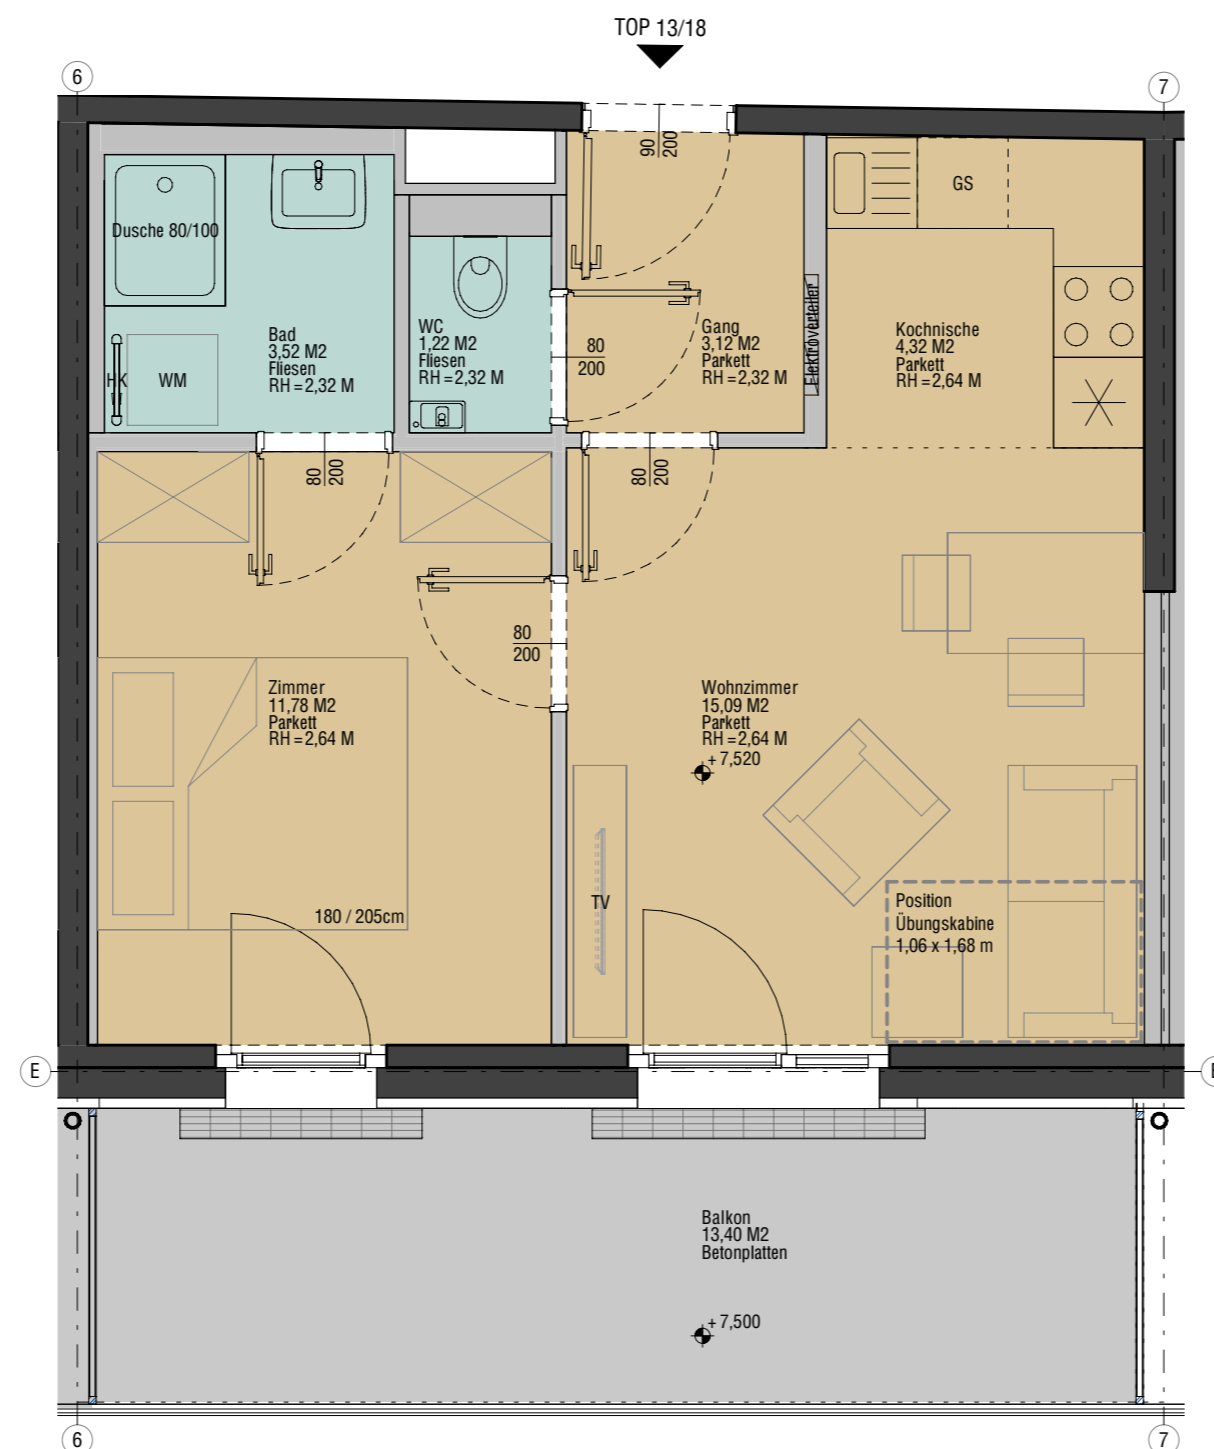 TOP 13/18
6
7
90
200
GS
Dusche 80/100
Bad
3,52 M2
Fliesen
RH=2,32 M
HK
WM
WC
1,22 M2
Fliesen
RH=2,32 M
80
200
Gang
3,12 M2
Parkett
RH=2,32 M
Elektroverteiler
Kochnische
4,32 M2
Parkett
RH=2,64 M
80
200
80
200
80
200
Zimmer
11,78 M2
Parkett
RH=2,64 M
Wohnzimmer
15,09 M2
Parkett
RH=2,64 M
+7,520
180 / 205cm
TV
Position
Übungskabine
1,06 x 1,68 m
E
Balkon
13,40 M2
Betonplatten
+7,500
6
7